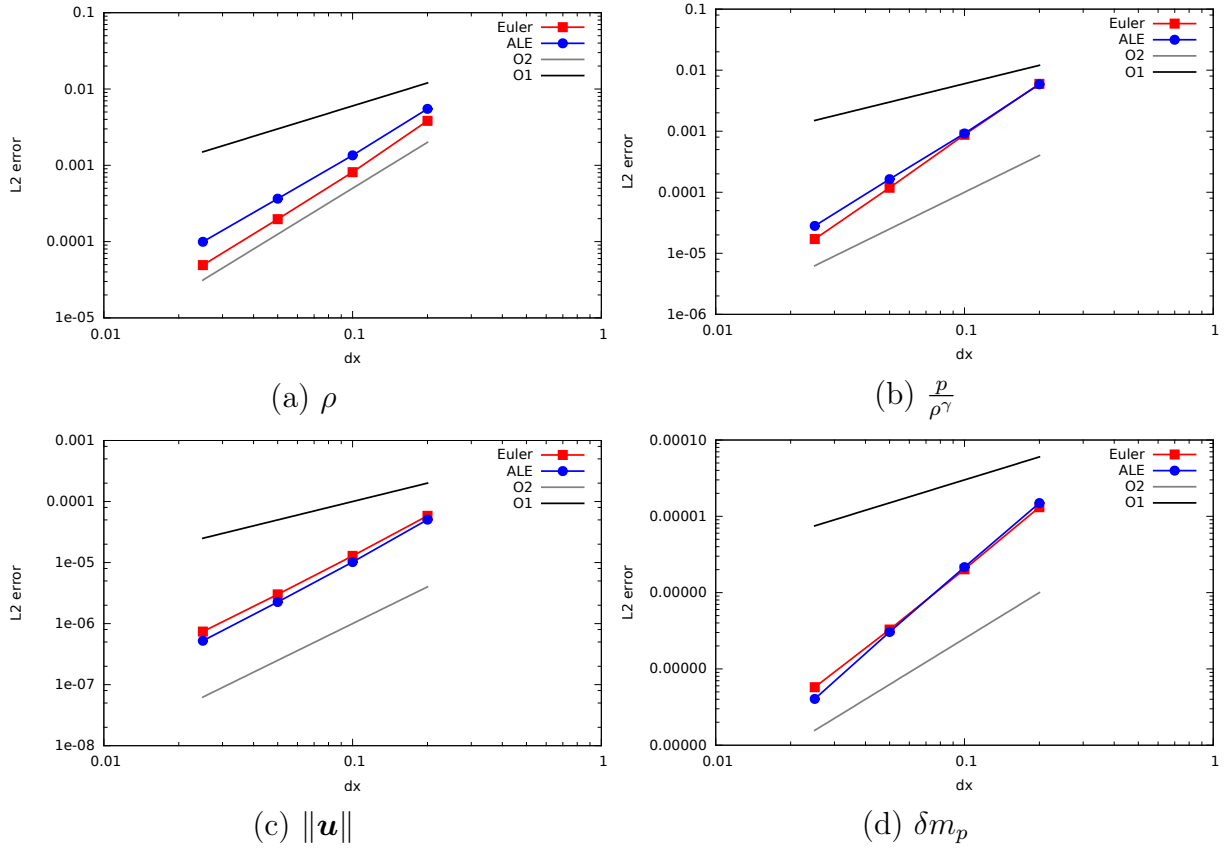 0.1
0.01
0.001
0.0001
1e-05
0.01
0.1
1
L2 error
dx
Euler
ALE
O2
O1
(a) ρ
0.1
0.01
0.001
0.0001
1e-05
1e-06
0.01
0.1
1
L2 error
dx
Euler
ALE
O2
O1
(b) p/ρ^γ
0.001
0.0001
1e-05
1e-06
1e-07
1e-08
0.01
0.1
1
L2 error
dx
Euler
ALE
O2
O1
(c) ‖u‖
0.00010
0.00001
0.00000
0.00000
0.00000
0.01
0.1
1
L2 error
dx
Euler
ALE
O2
O1
(d) δm_p